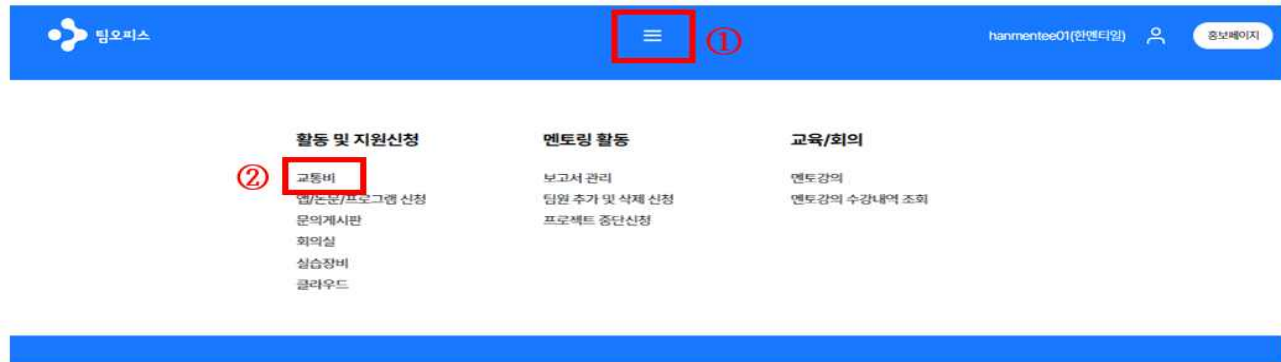 팀오피스
①
hanmentee01(한멘티일)
홍보페이지
활동 및 지원신청
② 교통비
앱/논문/프로그램 신청
문의게시판
회의실
실습장비
클라우드
멘토링 활동
보고서 관리
팀원 추가 및 삭제 신청
프로젝트 중단신청
교육/회의
멘토강의
멘토강의 수강내역 조회